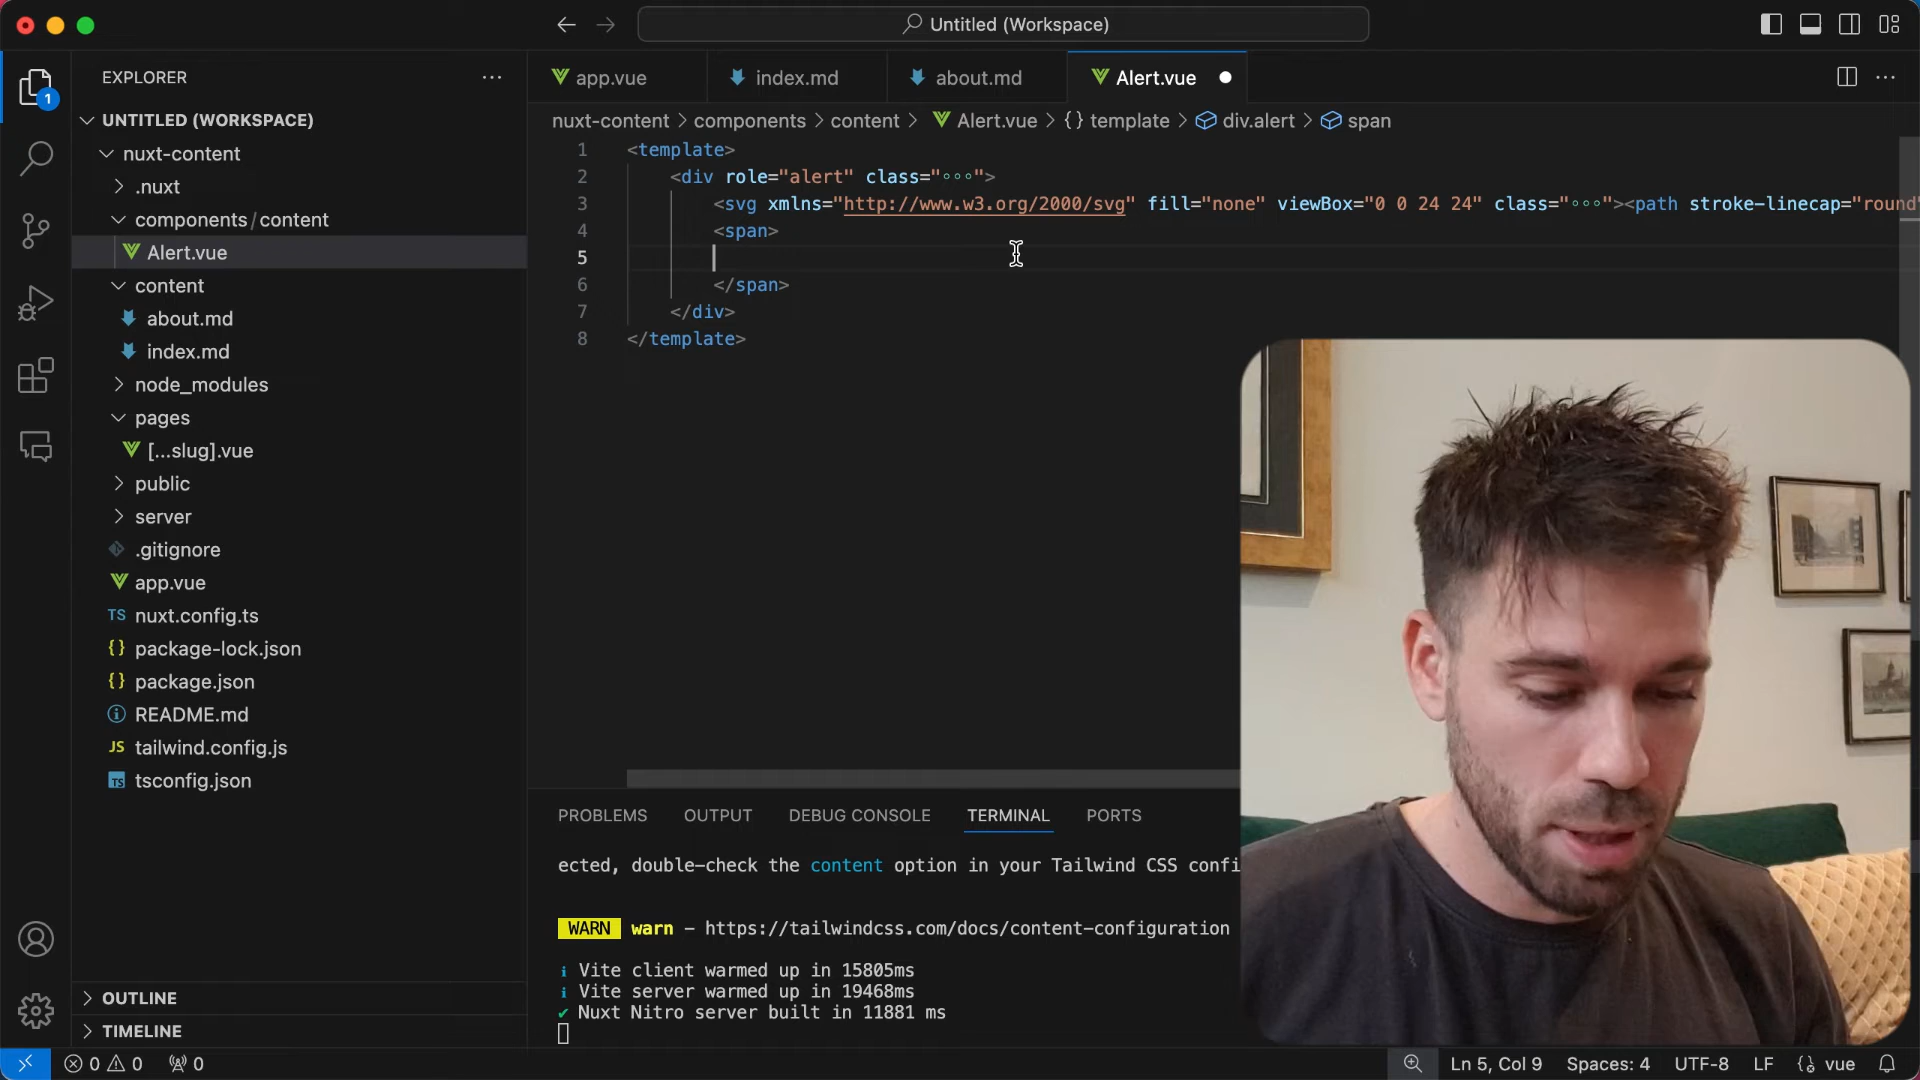 Untitled (Workspace)
EXPLORER
1
UNTITLED (WORKSPACE)
nuxt-content
.nuxt
components/content
Alert.vue
content
about.md
index.md
node_modules
pages
[...slug].vue
public
server
.gitignore
app.vue
TS nuxt.config.ts
{} package-lock.json
{} package.json
README.md
JS tailwind.config.js
TS tsconfig.json
OUTLINE
TIMELINE
app.vue
index.md
about.md
Alert.vue
nuxt-content > components > content > Alert.vue > {} template > div.alert > span
1 <template>
2 <div role="alert" class="...">
3 <svg xmlns="http://www.w3.org/2000/svg" fill="none" viewBox="0 0 24 24" class="..."><path stroke-linecap="round"
4 <span>
5
6 </span>
7 </div>
8 </template>
PROBLEMS OUTPUT DEBUG CONSOLE TERMINAL PORTS
ected, double-check the content option in your Tailwind CSS confi
WARN warn – https://tailwindcss.com/docs/content-configuration
i Vite client warmed up in 15805ms
i Vite server warmed up in 19468ms
✔ Nuxt Nitro server built in 11881 ms
0 0 0
Ln 5, Col 9 Spaces: 4 UTF-8 LF {} vue